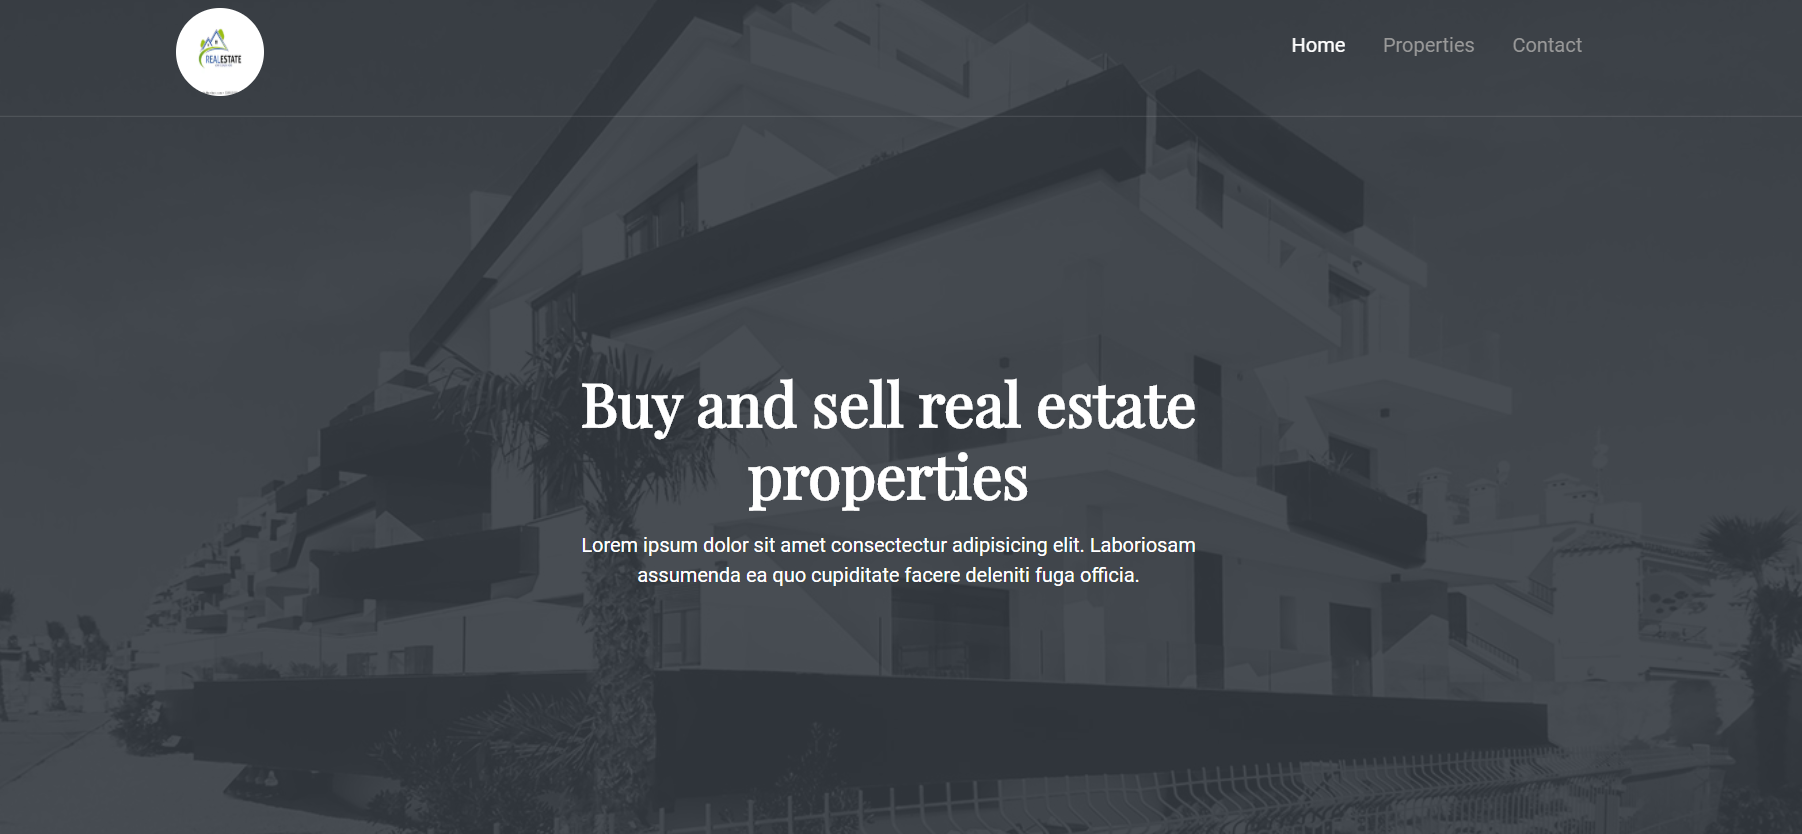 REALESTATE
Home Properties Contact
Buy and sell real estate
properties
Lorem ipsum dolor sit amet consectectur adipisicing elit. Laboriosam
assumenda ea quo cupiditate facere deleniti fuga officia.